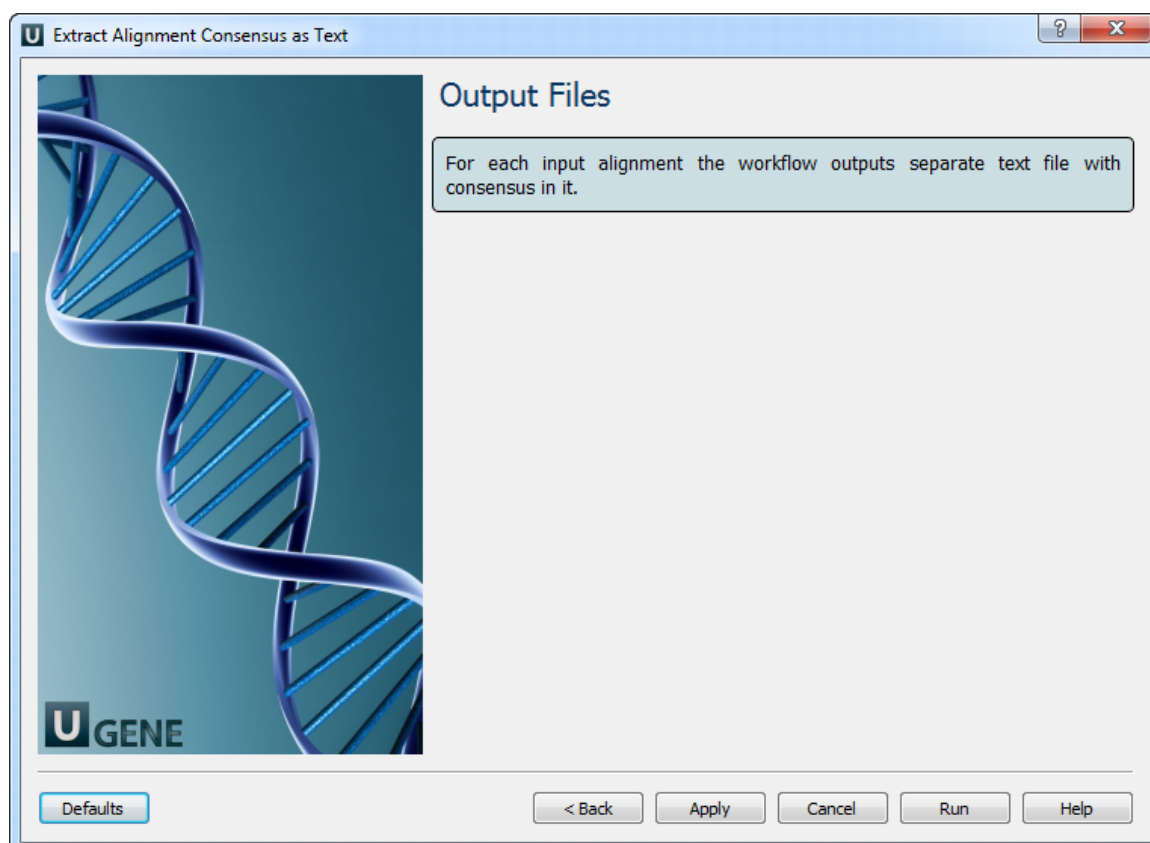 U Extract Alignment Consensus as Text
Output Files
For each input alignment the workflow outputs separate text file with
consensus in it.
U GENE
Defaults
< Back
Apply
Cancel
Run
Help